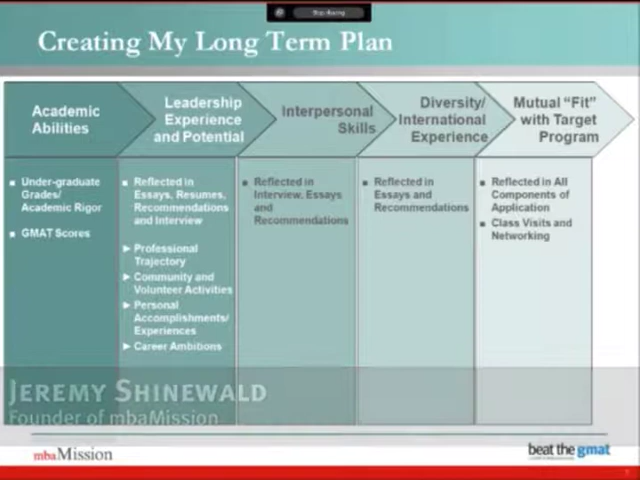 Creating My Long Term Plan
Academic
Abilities
Leadership
Experience
and Potential
Interpersonal
Skills
Diversity/
International
Experience
Mutual “Fit”
with Target
Program
Under-graduate
Grades/
Academic Rigor
GMAT Scores
Reflected in
Essays, Resumes,
Recommendations
and Interview
Professional
Trajectory
Community and
Volunteer Activities
Personal
Accomplishments/
Experiences
Career Ambitions
Reflected in
Interview, Essays
and
Recommendations
Reflected in
Essays and
Recommendations
Reflected in All
Components of
Application
Class Visits and
Networking
JEREMY SHINEWALD
Founder of mbaMission
mbaMission
beat the gmat